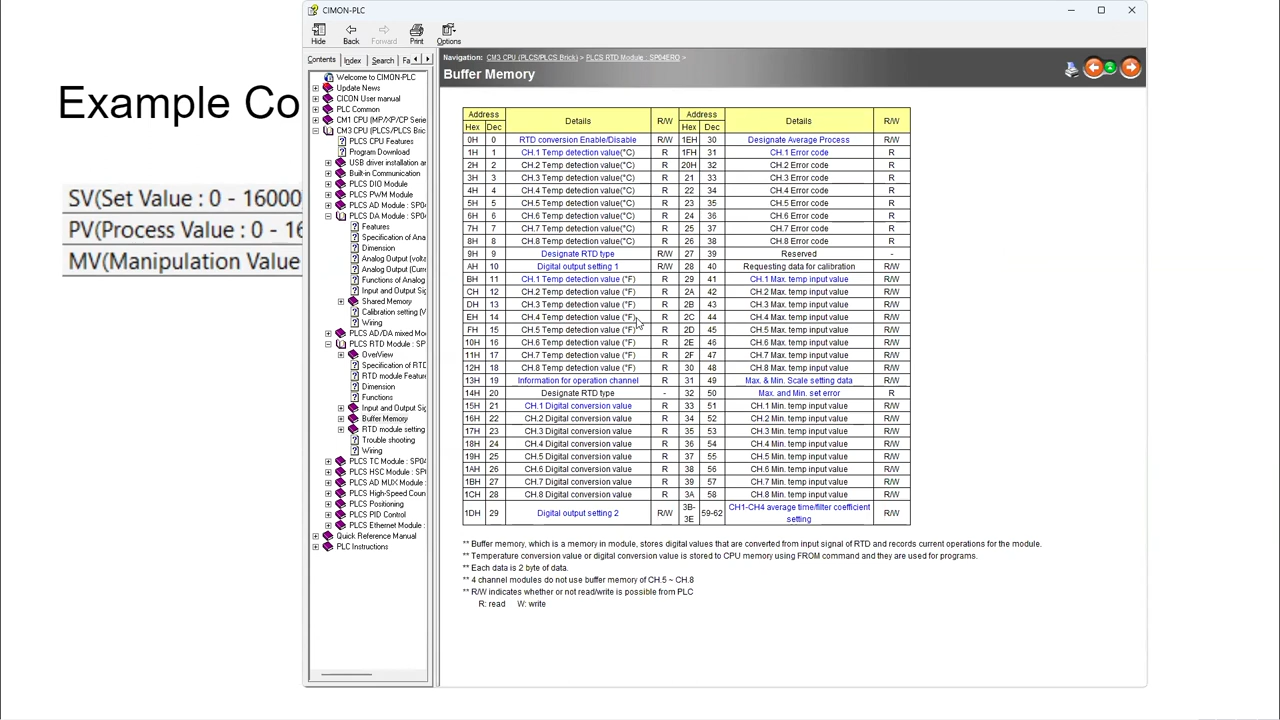 CIMON-PLC
Hide Back Forward Print Options
Contents Index Search Fa
Welcome to CIMON-PLC
Update News
CICON User manual
PLC Common
CM1 CPU (MP/XP/CP Serie
CM3 CPU (PLCS/PLCS Bric
PLCS CPU Features
Program Download
USB driver installation ar
Built-in Communication
PLCS DIO Module
PLCS PWM Module
PLCS AD Module : SP04
PLCS DA Module : SP04
Features
Specification of Ana
Dimension
Analog Output (volta
Analog Output (Curre
Functions of Analog
Input and Output Sig
Shared Memory
Calibration setting (V
Wiring
PLCS AD/DA mixed Mo
PLCS RTD Module : SP
OverView
Specification of RTD
RTD module Feature
Dimension
Functions
Input and Output Sig
Buffer Memory
RTD module setting
Trouble shooting
Wiring
PLCS TC Module : SP04
PLCS HSC Module : SP
PLCS AD MUX Module :
PLCS High-Speed Coun
PLCS Positioning
PLCS PID Control
PLCS Ethernet Module :
Quick Reference Manual
PLC Instructions
Example Co
SV(Set Value : 0 - 16000
PV(Process Value : 0 - 16
MV(Manipulation Value
Navigation: CM3 CPU (PLCS/PLCS Brick) > PLCS RTD Module : SP04ERO >
Buffer Memory
Address Details R/W Address Details R/W
Hex Dec Hex Dec
0H 0 RTD conversion Enable/Disable R/W 1EH 30 Designate Average Process R/W
1H 1 CH.1 Temp detection value(°C) R 1FH 31 CH.1 Error code R
2H 2 CH.2 Temp detection value(°C) R 20H 32 CH.2 Error code R
3H 3 CH.3 Temp detection value(°C) R 21 33 CH.3 Error code R
4H 4 CH.4 Temp detection value(°C) R 22 34 CH.4 Error code R
5H 5 CH.5 Temp detection value(°C) R 23 35 CH.5 Error code R
6H 6 CH.6 Temp detection value(°C) R 24 36 CH.6 Error code R
7H 7 CH.7 Temp detection value(°C) R 25 37 CH.7 Error code R
8H 8 CH.8 Temp detection value(°C) R 26 38 CH.8 Error code R
9H 9 Designate RTD type R/W 27 39 Reserved -
AH 10 Digital output setting 1 R/W 28 40 Requesting data for calibration R/W
BH 11 CH.1 Temp detection value (°F) R 29 41 CH.1 Max. temp input value R/W
CH 12 CH.2 Temp detection value (°F) R 2A 42 CH.2 Max. temp input value R/W
DH 13 CH.3 Temp detection value (°F) R 2B 43 CH.3 Max. temp input value R/W
EH 14 CH.4 Temp detection value (°F) R 2C 44 CH.4 Max. temp input value R/W
FH 15 CH.5 Temp detection value (°F) R 2D 45 CH.5 Max. temp input value R/W
10H 16 CH.6 Temp detection value (°F) R 2E 46 CH.6 Max. temp input value R/W
11H 17 CH.7 Temp detection value (°F) R 2F 47 CH.7 Max. temp input value R/W
12H 18 CH.8 Temp detection value (°F) R 30 48 CH.8 Max. temp input value R/W
13H 19 Information for operation channel R 31 49 Max. & Min. Scale setting data R/W
14H 20 Designate RTD type - 32 50 Max. and Min. set error R
15H 21 CH.1 Digital conversion value R 33 51 CH.1 Min. temp input value R/W
16H 22 CH.2 Digital conversion value R 34 52 CH.2 Min. temp input value R/W
17H 23 CH.3 Digital conversion value R 35 53 CH.3 Min. temp input value R/W
18H 24 CH.4 Digital conversion value R 36 54 CH.4 Min. temp input value R/W
19H 25 CH.5 Digital conversion value R 37 55 CH.5 Min. temp input value R/W
1AH 26 CH.6 Digital conversion value R 38 56 CH.6 Min. temp input value R/W
1BH 27 CH.7 Digital conversion value R 39 57 CH.7 Min. temp input value R/W
1CH 28 CH.8 Digital conversion value R 3A 58 CH.8 Min. temp input value R/W
1DH 29 Digital output setting 2 R/W 3B-3E 59-62 CH1-CH4 average time/filter coefficient setting R/W
** Buffer memory, which is a memory in module, stores digital values that are converted from input signal of RTD and records current operations for the module.
** Temperature conversion value or digital conversion value is stored to CPU memory using FROM command and they are used for programs.
** Each data is 2 byte of data.
** 4 channel modules do not use buffer memory of CH.5 ~ CH.8
** R/W indicates whether or not read/write is possible from PLC
R: read W: write